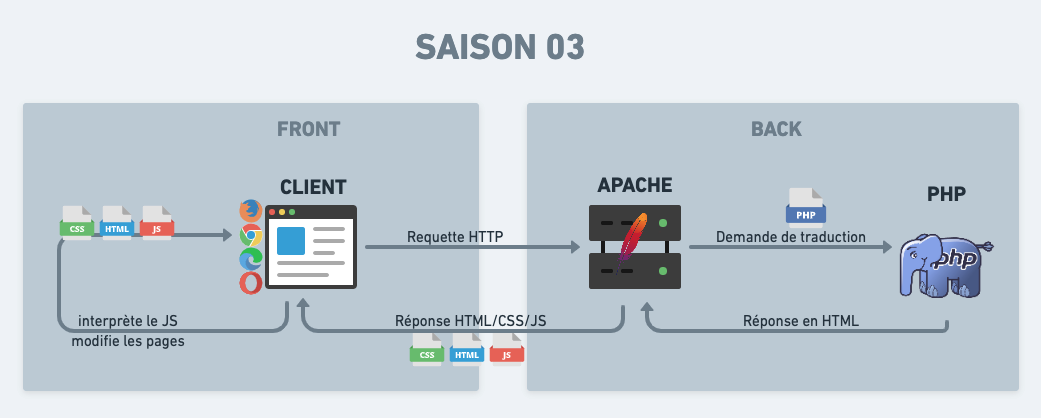 SAISON 03
FRONT
BACK
CLIENT
APACHE
PHP
CSS
HTML
JS
PHP
Requette HTTP
Demande de traduction
php
interprète le JS
modifie les pages
Réponse HTML/CSS/JS
Réponse en HTML
CSS
HTML
JS